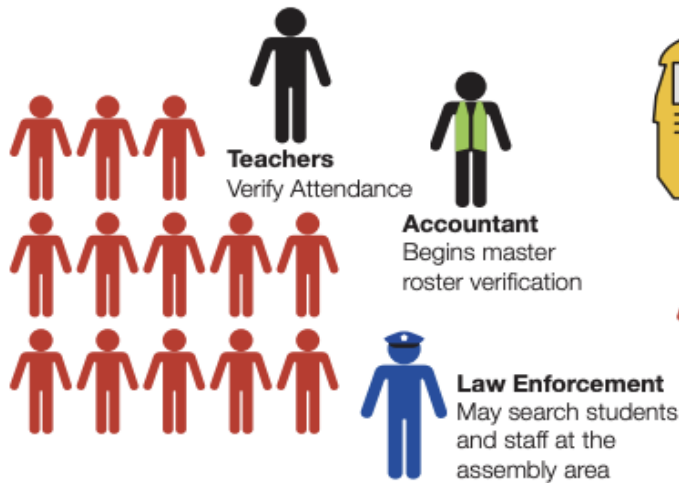 Teachers
Verify Attendance
Accountant
Begins master
roster verification
Law Enforcement
May search students
and staff at the
assembly area